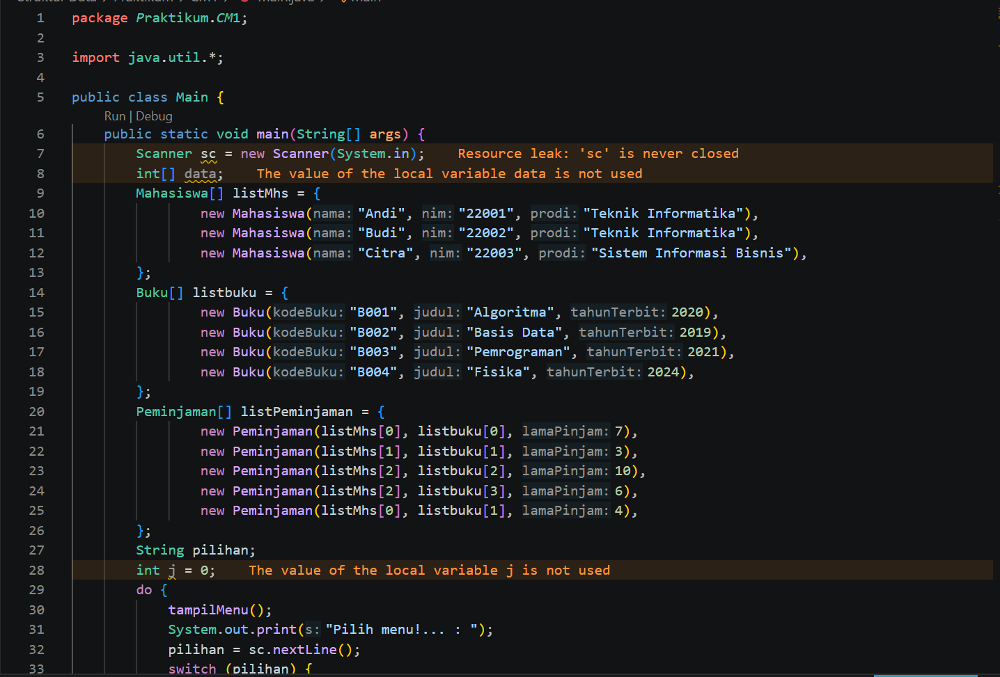 Struktur Data > Praktikum > CM1 > Main.java > Main
1 package Praktikum.CM1;
2
3 import java.util.*;
4
5 public class Main {
Run | Debug
6 public static void main(String[] args) {
7 Scanner sc = new Scanner(System.in); Resource leak: 'sc' is never closed
8 int[] data; The value of the local variable data is not used
9 Mahasiswa[] listMhs = {
10 new Mahasiswa(nama: "Andi", nim: "22001", prodi: "Teknik Informatika"),
11 new Mahasiswa(nama: "Budi", nim: "22002", prodi: "Teknik Informatika"),
12 new Mahasiswa(nama: "Citra", nim: "22003", prodi: "Sistem Informasi Bisnis"),
13 };
14 Buku[] listbuku = {
15 new Buku(kodeBuku: "B001", judul: "Algoritma", tahunTerbit: 2020),
16 new Buku(kodeBuku: "B002", judul: "Basis Data", tahunTerbit: 2019),
17 new Buku(kodeBuku: "B003", judul: "Pemrograman", tahunTerbit: 2021),
18 new Buku(kodeBuku: "B004", judul: "Fisika", tahunTerbit: 2024),
19 };
20 Peminjaman[] listPeminjaman = {
21 new Peminjaman(listMhs[0], listbuku[0], lamaPinjam: 7),
22 new Peminjaman(listMhs[1], listbuku[1], lamaPinjam: 3),
23 new Peminjaman(listMhs[2], listbuku[2], lamaPinjam: 10),
24 new Peminjaman(listMhs[2], listbuku[3], lamaPinjam: 6),
25 new Peminjaman(listMhs[0], listbuku[1], lamaPinjam: 4),
26 };
27 String pilihan;
28 int j = 0; The value of the local variable j is not used
29 do {
30 tampilMenu();
31 System.out.print(s: "Pilih menu!... : ");
32 pilihan = sc.nextLine();
33 switch (pilihan) {